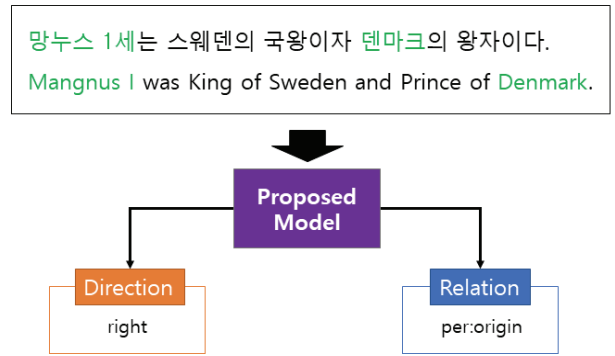 망누스 1세는 스웨덴의 국왕이자 덴마크의 왕자이다.
Mangnus I was King of Sweden and Prince of Denmark.
Proposed
Model
Direction
right
Relation
per:origin